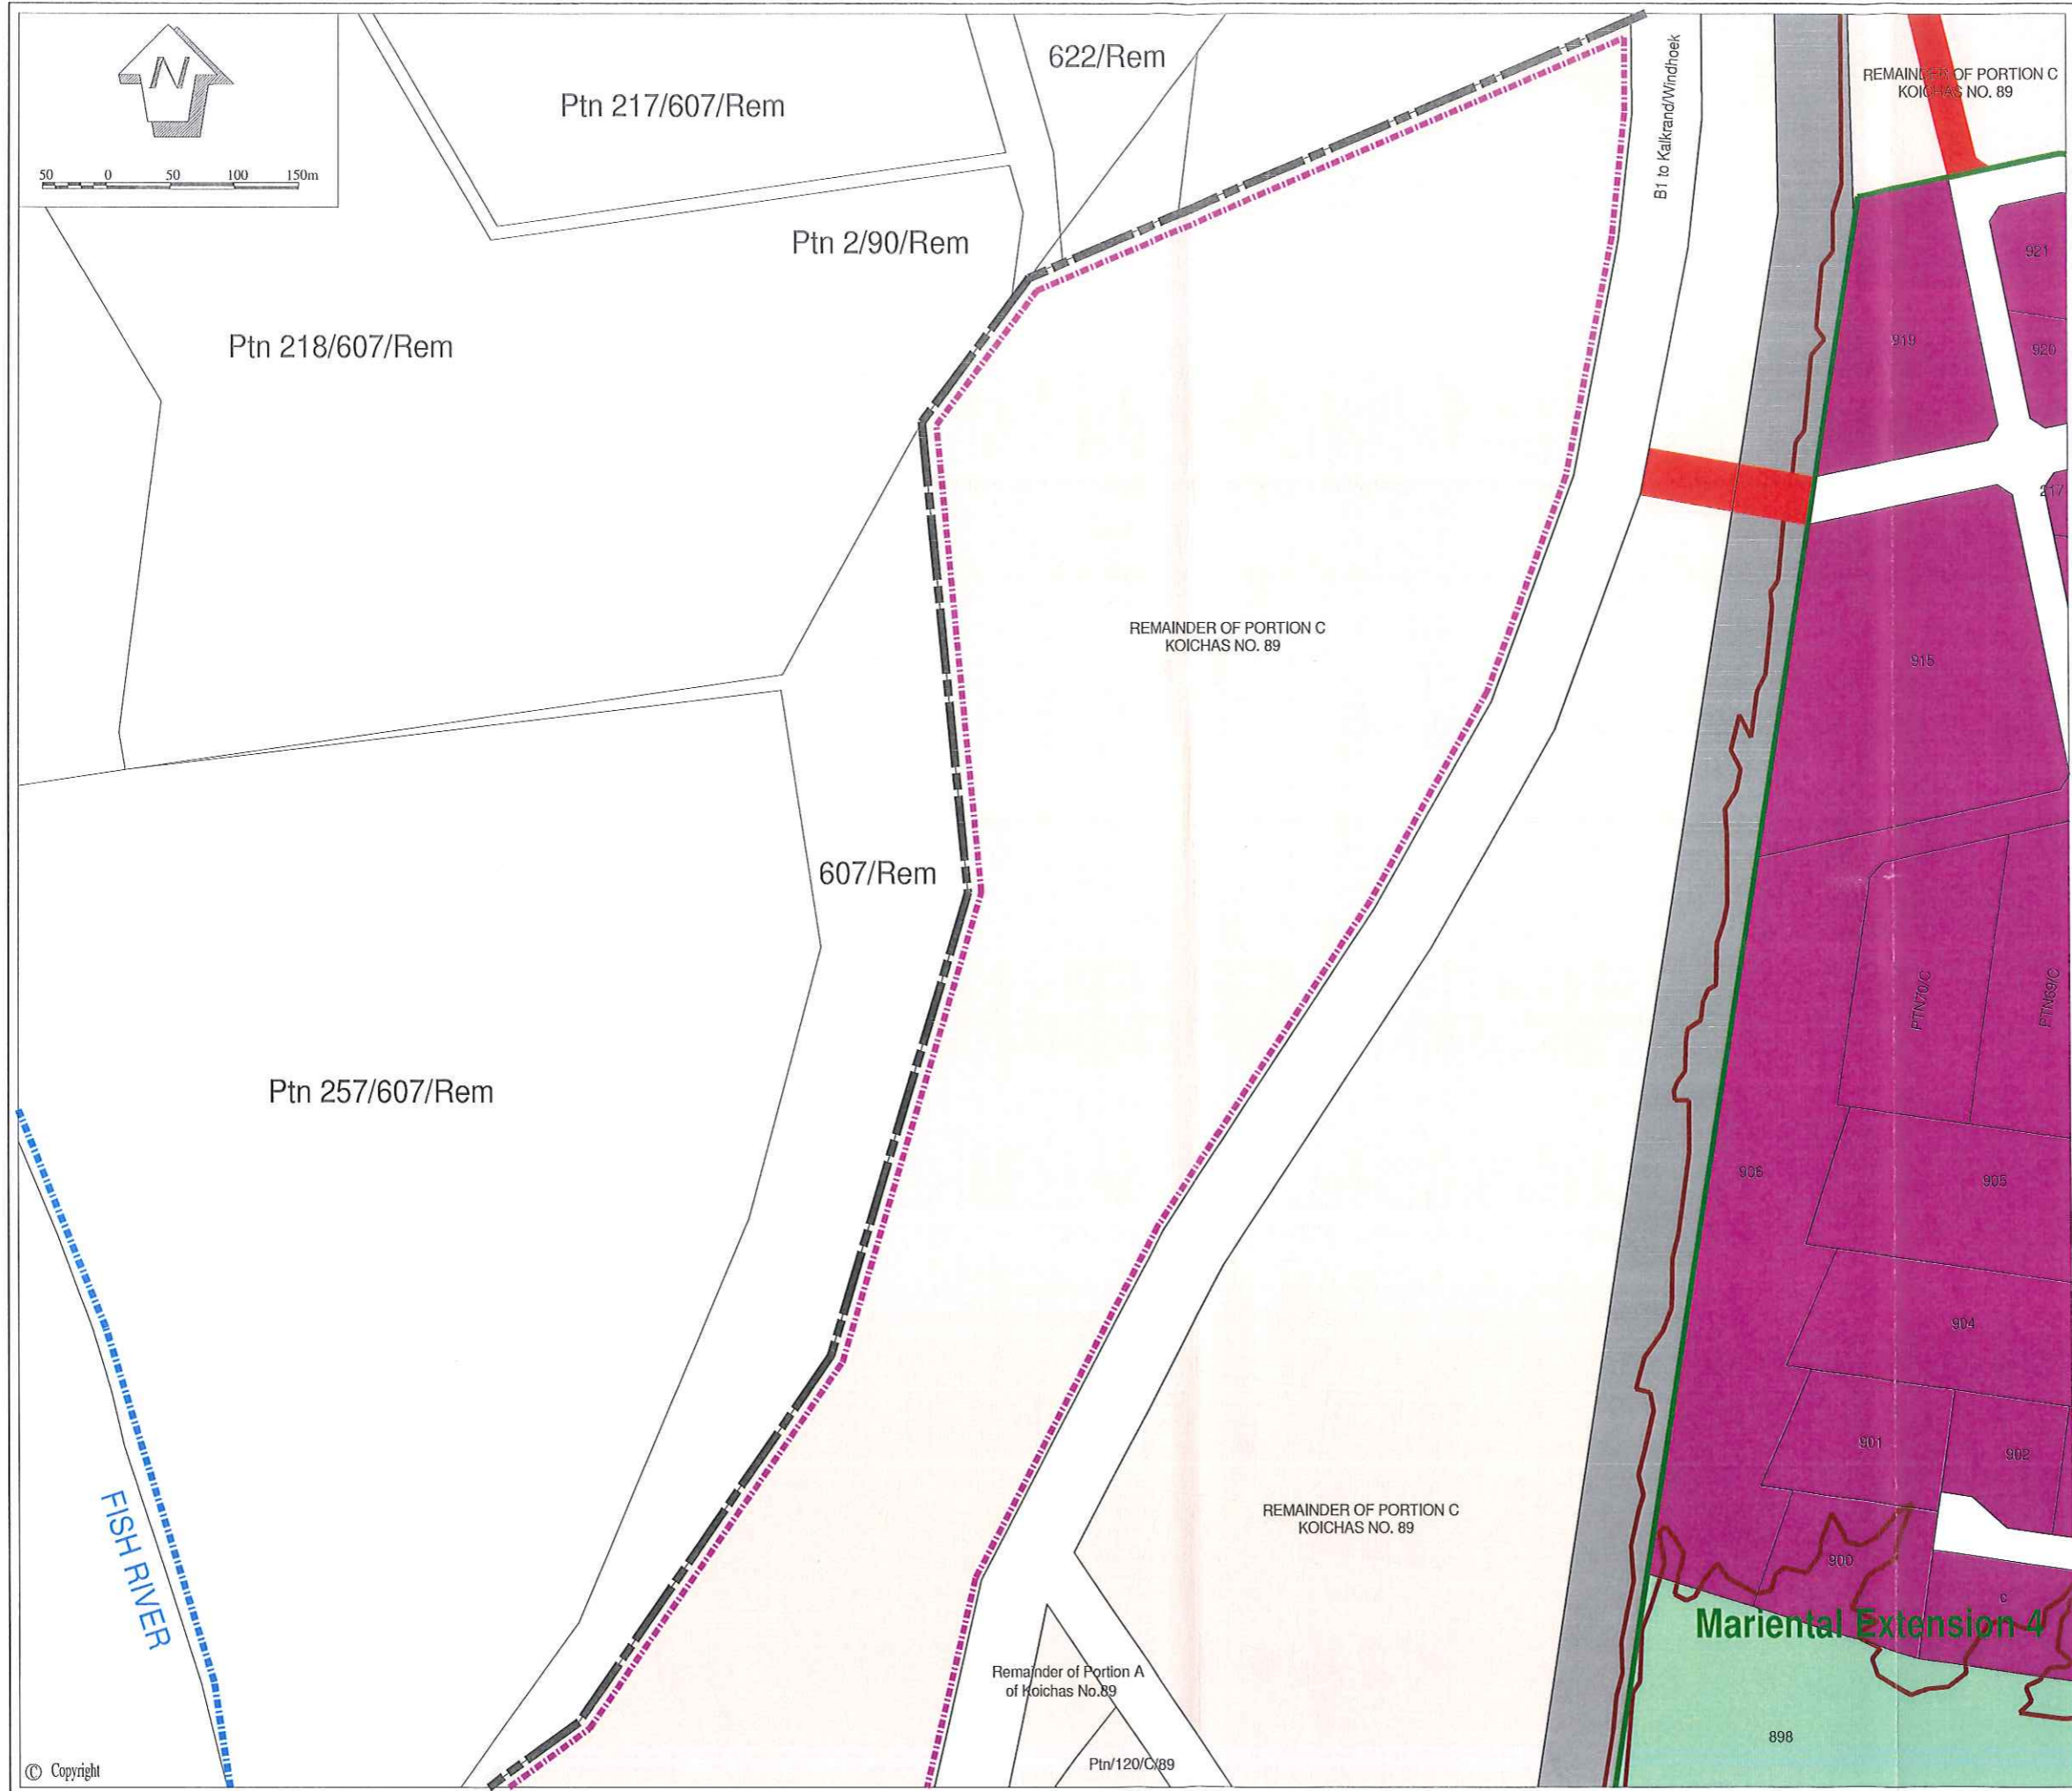 N
50 0 50 100 150m
Ptn 217/607/Rem
622/Rem
B1 to Kalkrand/Windhoek
REMAINDER OF PORTION C
KOICHAS NO. 89
Ptn 2/90/Rem
Ptn 218/607/Rem
921
919
920
217
REMAINDER OF PORTION C
KOICHAS NO. 89
915
607/Rem
PTN70/C
PTN69/C
Ptn 257/607/Rem
906
905
904
901
902
FISH RIVER
REMAINDER OF PORTION C
KOICHAS NO. 89
900
C
Mariental Extension 4
Remainder of Portion A
of Koichas No.89
898
Ptn/120/C/89
© Copyright